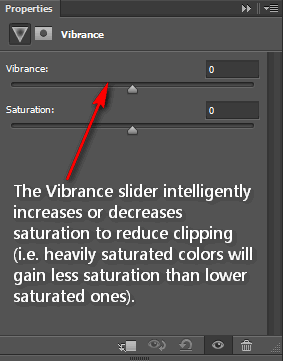 Properties
Vibrance
Vibrance: 0
Saturation: 0
The Vibrance slider intelligently
increases or decreases
saturation to reduce clipping
(i.e. heavily saturated colors will
gain less saturation than lower
saturated ones).